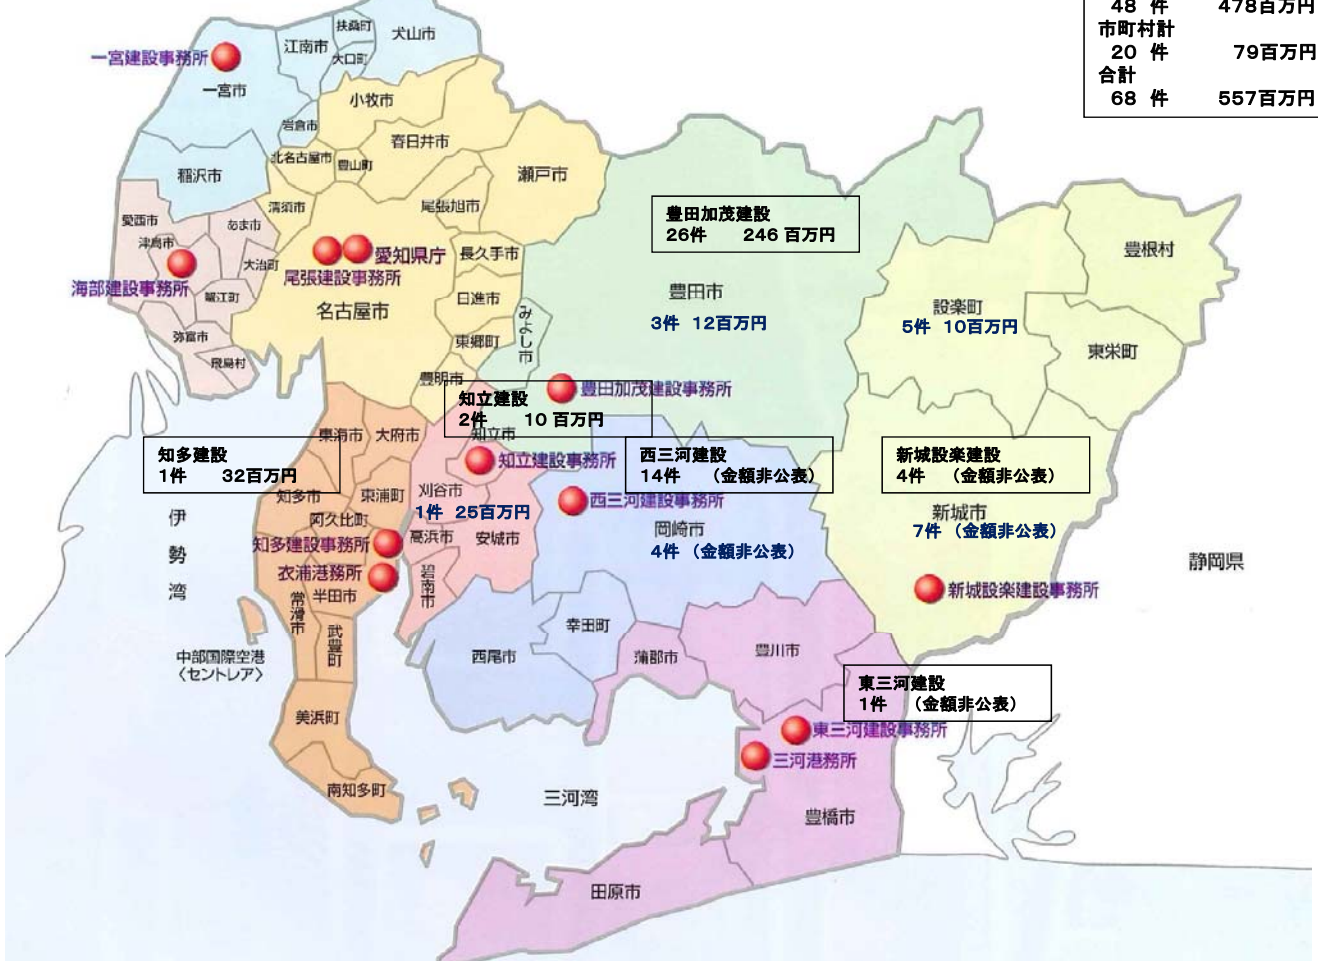 48 件 478百万円
市町村計
20 件 79百万円
合計
68 件 557百万円
扶桑町
犬山市
江南市
大口町
一宮建設事務所
一宮市
小牧市
岩倉市
春日井市
北名古屋市
豊山町
稲沢市
瀬戸市
清須市
尾張旭市
愛西市
あま市
津島市
大治町
愛知県庁
長久手市
尾張建設事務所
海部建設事務所
蟹江町
名古屋市
日進市
みよし市
弥富市
東郷町
飛島村
豊明市
豊田加茂建設
26件 246 百万円
豊田市
3件 12百万円
豊根村
設楽町
5件 10百万円
東栄町
豊田加茂建設事務所
知立建設
2件 10 百万円
知立市
知立建設事務所
東海市
大府市
知多建設
1件 32百万円
西三河建設
14件 (金額非公表)
新城設楽建設
4件 (金額非公表)
知多市
東浦町
刈谷市
1件 25百万円
西三河建設事務所
岡崎市
4件 (金額非公表)
新城市
7件 (金額非公表)
伊勢湾
阿久比町
高浜市
安城市
知多建設事務所
衣浦港務所
半田市
碧南市
常滑市
武豊町
静岡県
新城設楽建設事務所
幸田町
西尾市
蒲郡市
豊川市
中部国際空港
〈セントレア〉
東三河建設
1件 (金額非公表)
美浜町
東三河建設事務所
三河港務所
南知多町
三河湾
豊橋市
田原市